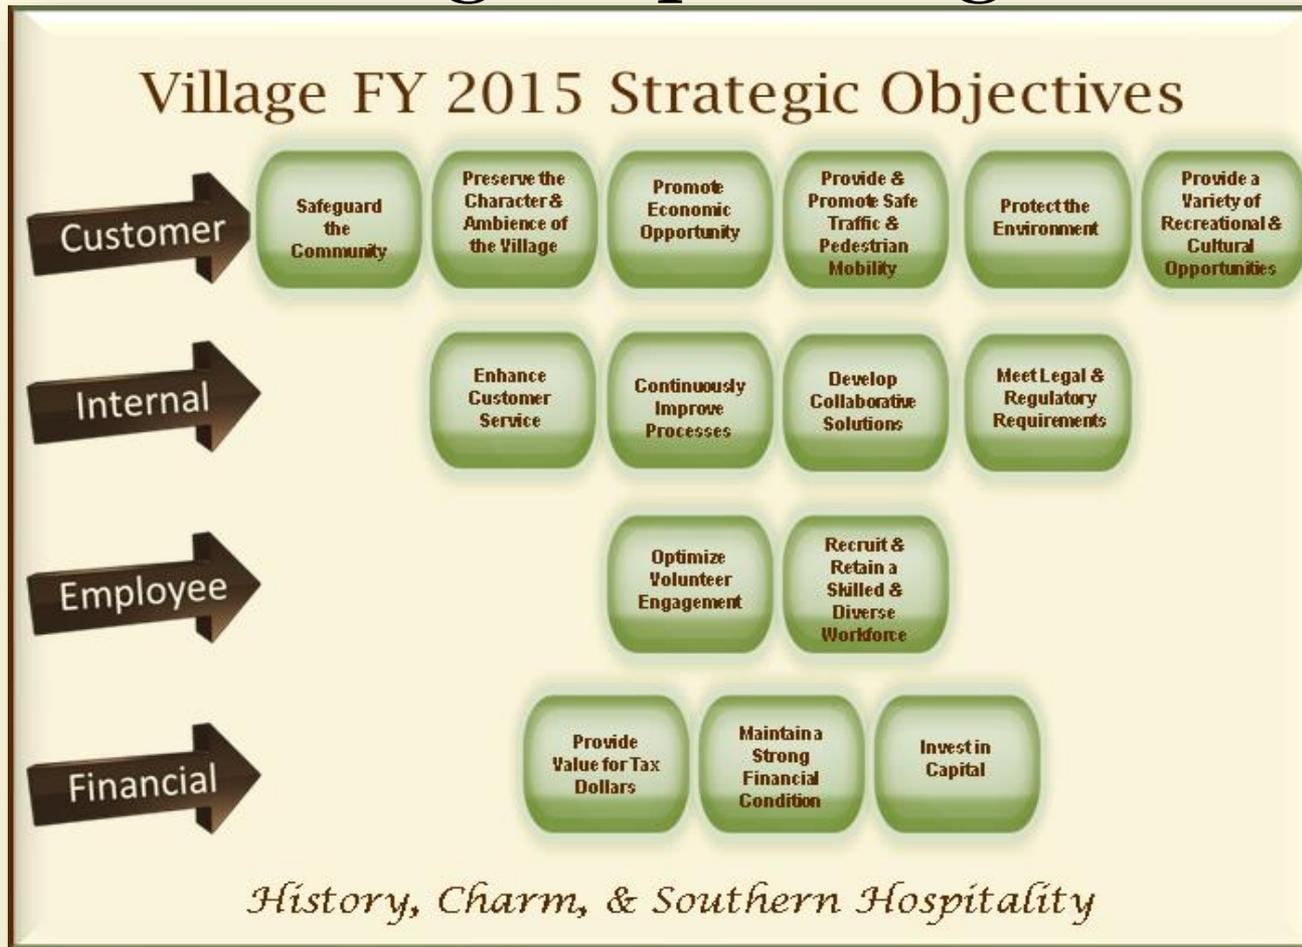 Village FY 2015 Strategic Objectives
Customer
Safeguard
the
Community
Preserve the
Character &
Ambience of
the Village
Promote
Economic
Opportunity
Provide &
Promote Safe
Traffic &
Pedestrian
Mobility
Protect the
Environment
Provide a
Variety of
Recreational &
Cultural
Opportunities
Internal
Enhance
Customer
Service
Continuously
Improve
Processes
Develop
Collaborative
Solutions
Meet Legal &
Regulatory
Requirements
Employee
Optimize
Volunteer
Engagement
Recruit &
Retain a
Skilled &
Diverse
Workforce
Financial
Provide
Value for Tax
Dollars
Maintain a
Strong
Financial
Condition
Invest in
Capital
History, Charm, & Southern Hospitality